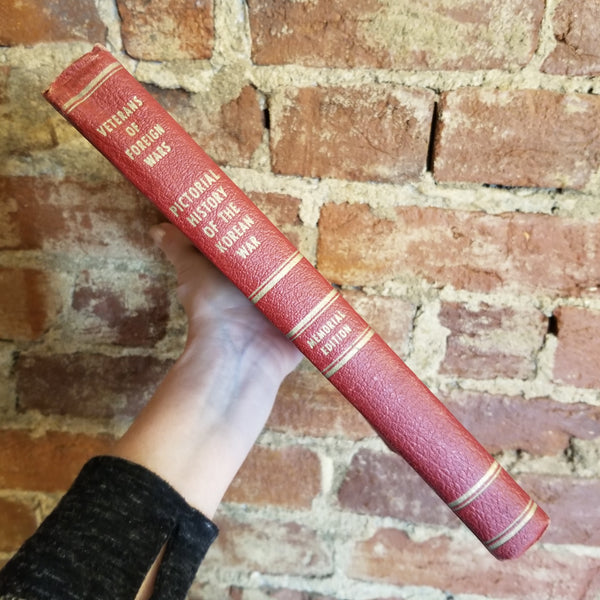 VETERANS
OF
FOREIGN
WARS
PICTORIAL
HISTORY
OF THE
KOREAN
WAR
MEMORIAL
EDITION